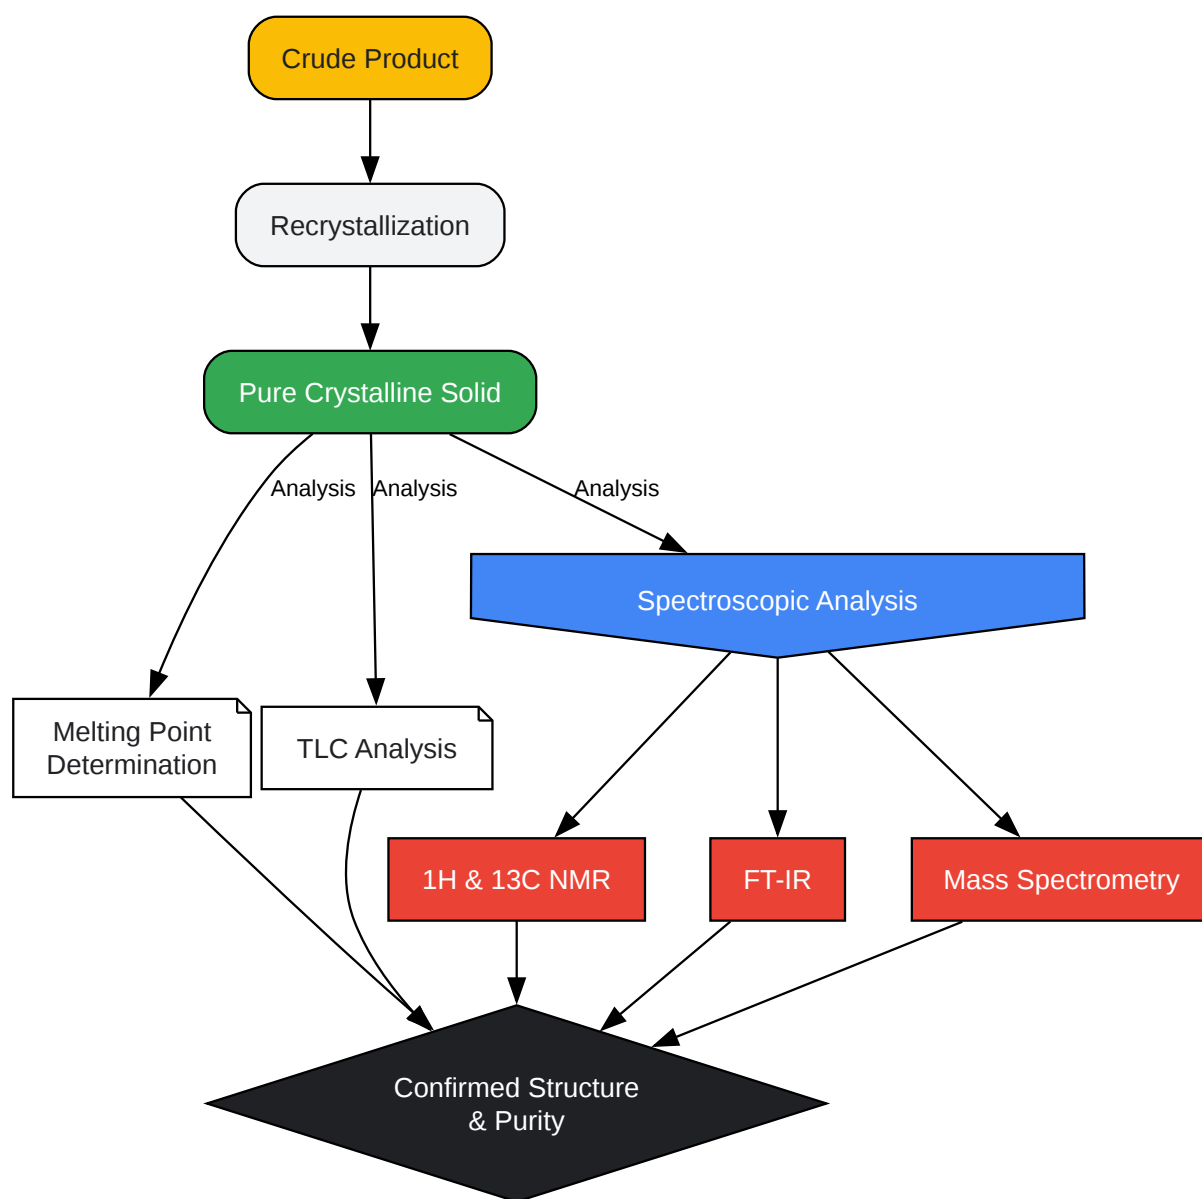 Crude Product
Recrystallization
Pure Crystalline Solid
Analysis
Analysis
Analysis
Spectroscopic Analysis
Melting Point
Determination
TLC Analysis
1H & 13C NMR
FT-IR
Mass Spectrometry
Confirmed Structure
& Purity